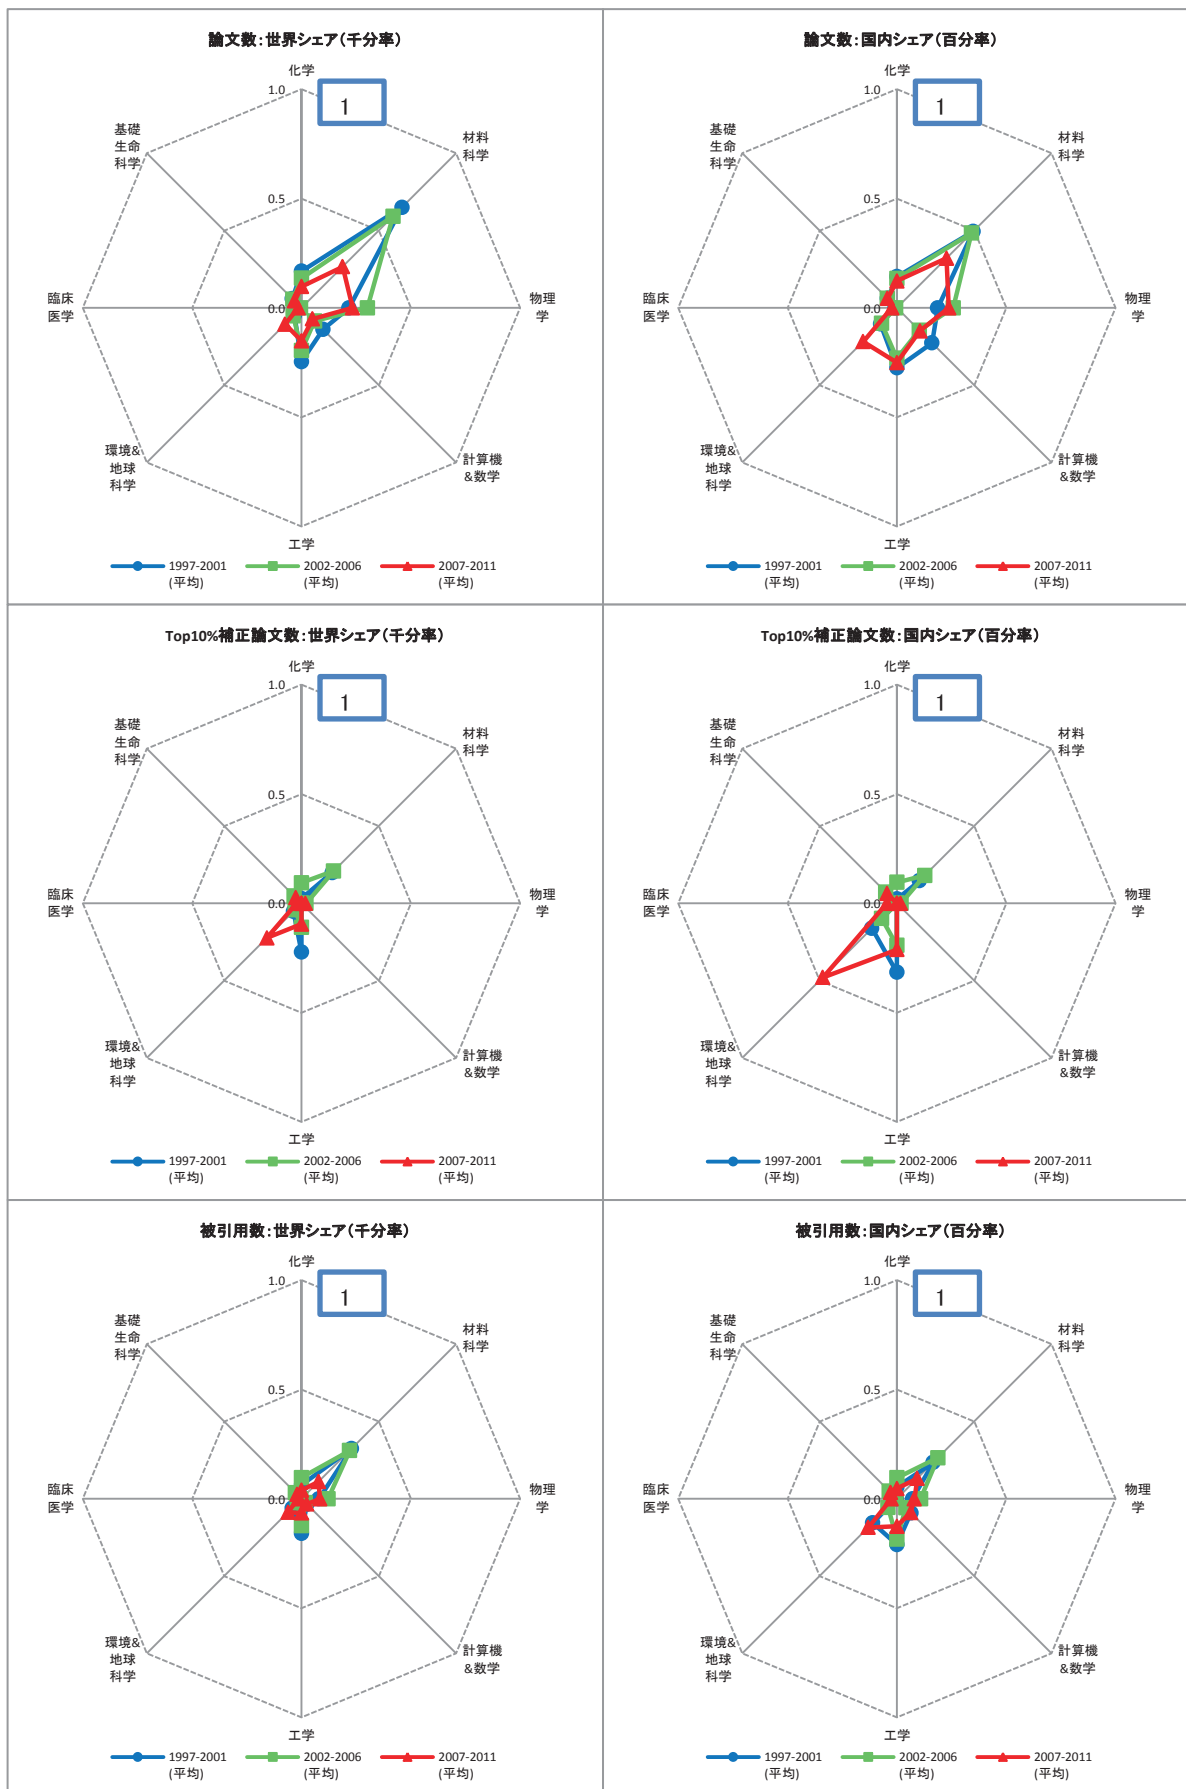 論文数:世界シェア(千分率)
化学
1.0
1
基礎
生命
科学
材料
科学
0.5
臨床
医学
0.0
物理
学
環境&
地球
科学
計算機
&数学
工学
1997-2001
(平均)
2002-2006
(平均)
2007-2011
(平均)
論文数:国内シェア(百分率)
化学
1.0
1
基礎
生命
科学
材料
科学
0.5
臨床
医学
0.0
物理
学
環境&
地球
科学
計算機
&数学
工学
1997-2001
(平均)
2002-2006
(平均)
2007-2011
(平均)
Top10%補正論文数:世界シェア(千分率)
化学
1.0
1
基礎
生命
科学
材料
科学
0.5
臨床
医学
0.0
物理
学
環境&
地球
科学
計算機
&数学
工学
1997-2001
(平均)
2002-2006
(平均)
2007-2011
(平均)
Top10%補正論文数:国内シェア(百分率)
化学
1.0
1
基礎
生命
科学
材料
科学
0.5
臨床
医学
0.0
物理
学
環境&
地球
科学
計算機
&数学
工学
1997-2001
(平均)
2002-2006
(平均)
2007-2011
(平均)
被引用数:世界シェア(千分率)
化学
1.0
1
基礎
生命
科学
材料
科学
0.5
臨床
医学
0.0
物理
学
環境&
地球
科学
計算機
&数学
工学
1997-2001
(平均)
2002-2006
(平均)
2007-2011
(平均)
被引用数:国内シェア(百分率)
化学
1.0
1
基礎
生命
科学
材料
科学
0.5
臨床
医学
0.0
物理
学
環境&
地球
科学
計算機
&数学
工学
1997-2001
(平均)
2002-2006
(平均)
2007-2011
(平均)